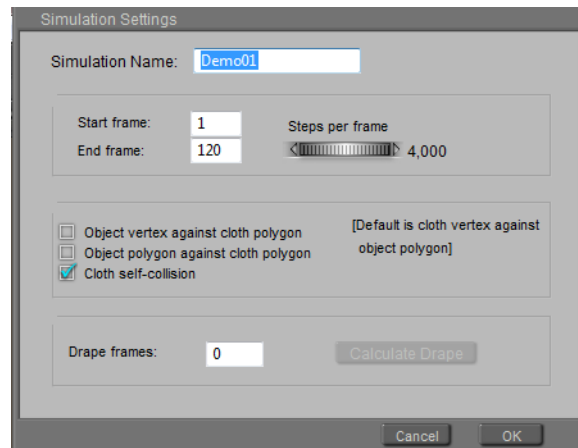 Simulation Settings
Simulation Name: Demo01
Start frame: 1
Steps per frame
End frame: 120
4,000
Object vertex against cloth polygon
Object polygon against cloth polygon
Cloth self-collision
[Default is cloth vertex against
object polygon]
Drape frames: 0
Calculate Drape
Cancel
OK